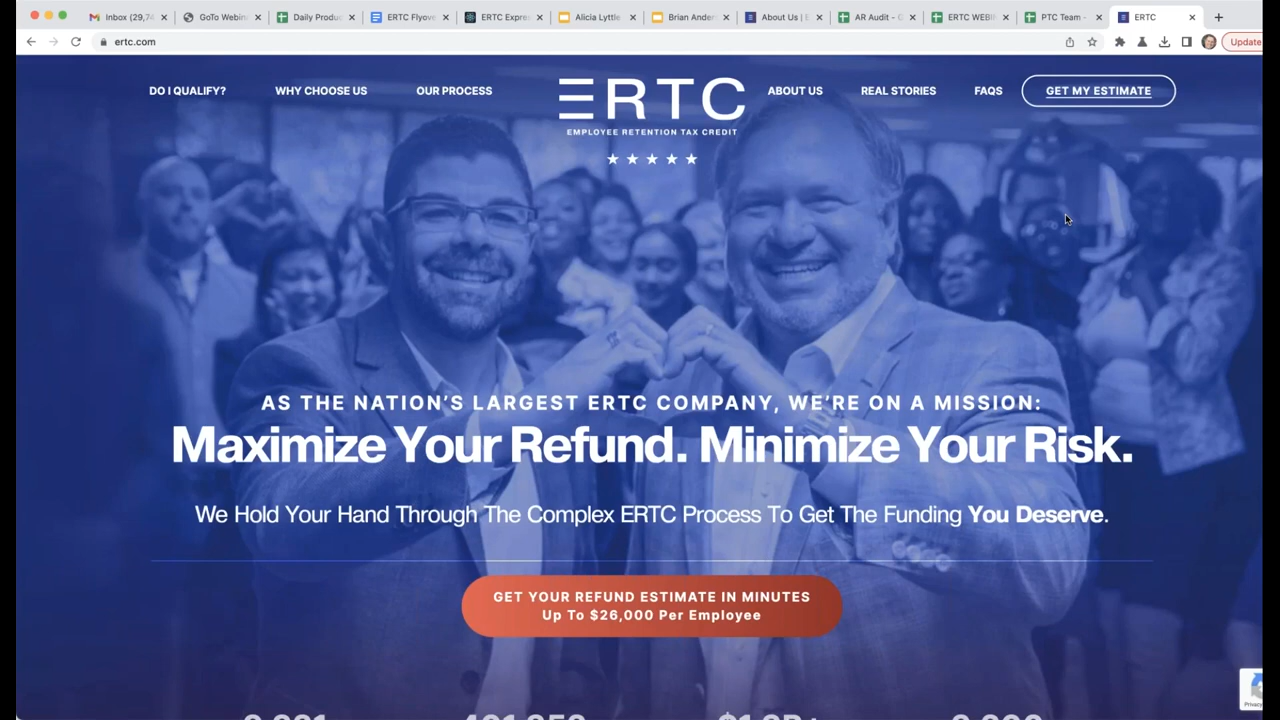 Inbox (29,74
GoTo Webin
Daily Produc
ERTC Flyove
ERTC Expre
Alicia Lyttle
Brian Ander
About Us |
AR Audit - G
ERTC WEBI
PTC Team -
ERTC
ertc.com
Update
DO I QUALIFY?
WHY CHOOSE US
OUR PROCESS
ERTC
EMPLOYEE RETENTION TAX CREDIT
ABOUT US
REAL STORIES
FAQS
GET MY ESTIMATE
AS THE NATION'S LARGEST ERTC COMPANY, WE'RE ON A MISSION:
Maximize Your Refund. Minimize Your Risk.
We Hold Your Hand Through The Complex ERTC Process To Get The Funding You Deserve.
GET YOUR REFUND ESTIMATE IN MINUTES
Up To $26,000 Per Employee
Privacy